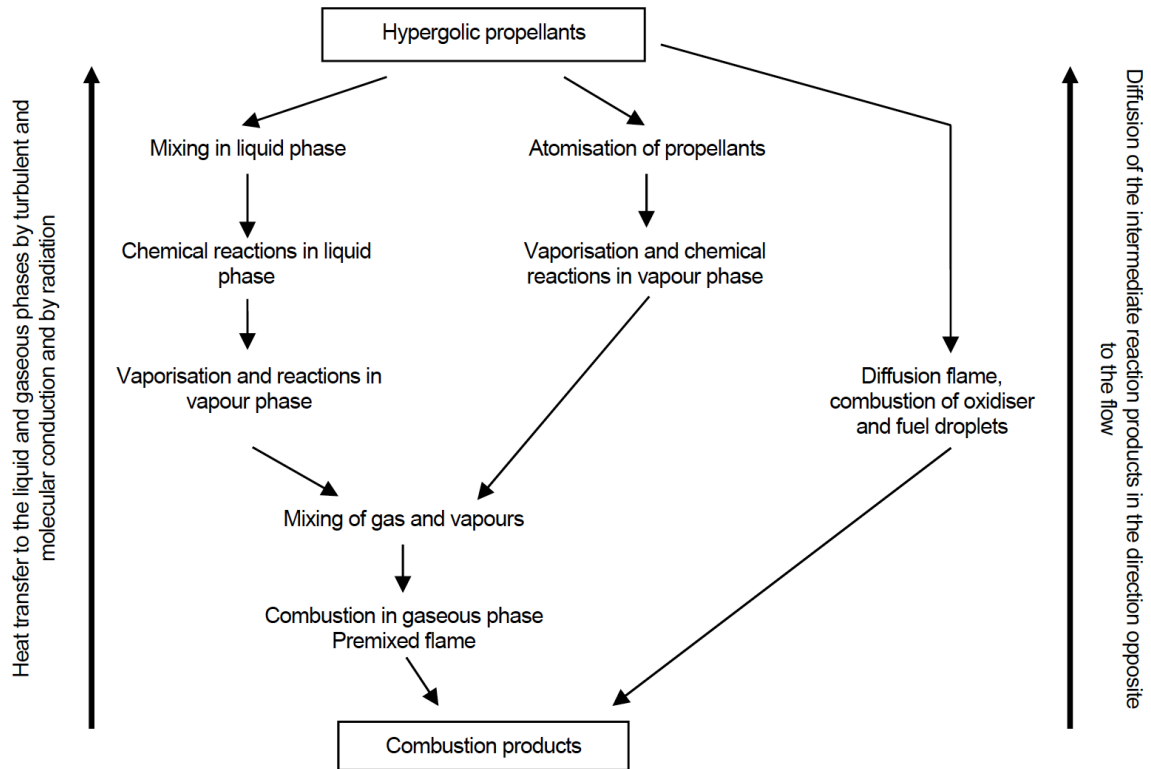 Hypergolic propellants
Mixing in liquid phase
Atomisation of propellants
Chemical reactions in liquid
phase
Vaporisation and chemical
reactions in vapour phase
Vaporisation and reactions in
vapour phase
Diffusion flame,
combustion of oxidiser
and fuel droplets
Mixing of gas and vapours
Combustion in gaseous phase
Premixed flame
Combustion products
Heat transfer to the liquid and gaseous phases by turbulent and
molecular conduction and by radiation
Diffusion of the intermediate reaction products in the direction opposite
to the flow